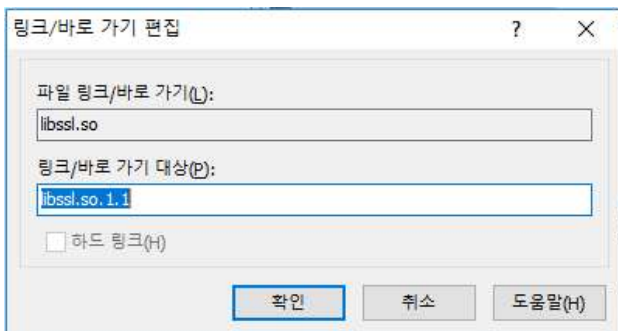 링크/바로 가기 편집
?
파일 링크/바로 가기(L):
libssl.so
링크/바로 가기 대상(P):
libssl.so.1.1
하드 링크(H)
확인 취소 도움말(H)